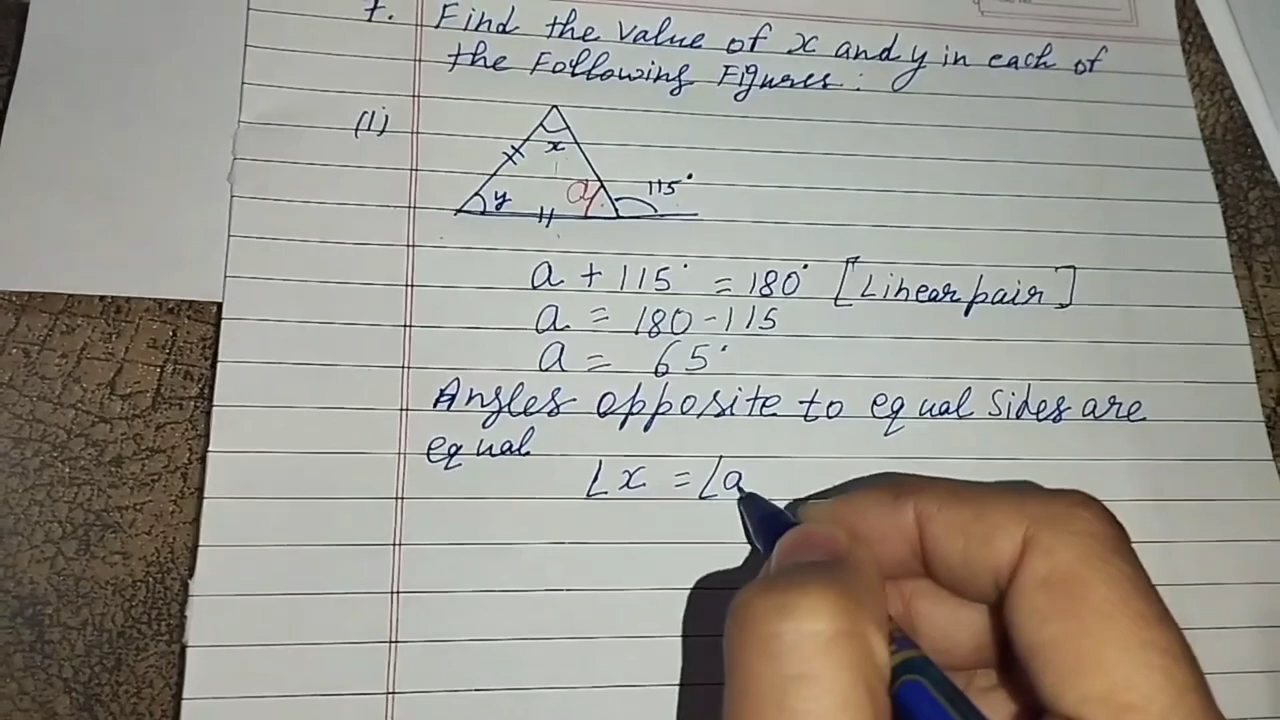 7. Find the value of x and y in each of
the Following Figures:
(i)
x
y
a
115°
a + 115° = 180° [Linear pair]
a = 180-115
a = 65°
Angles opposite to equal sides are
equal
∠x = ∠a